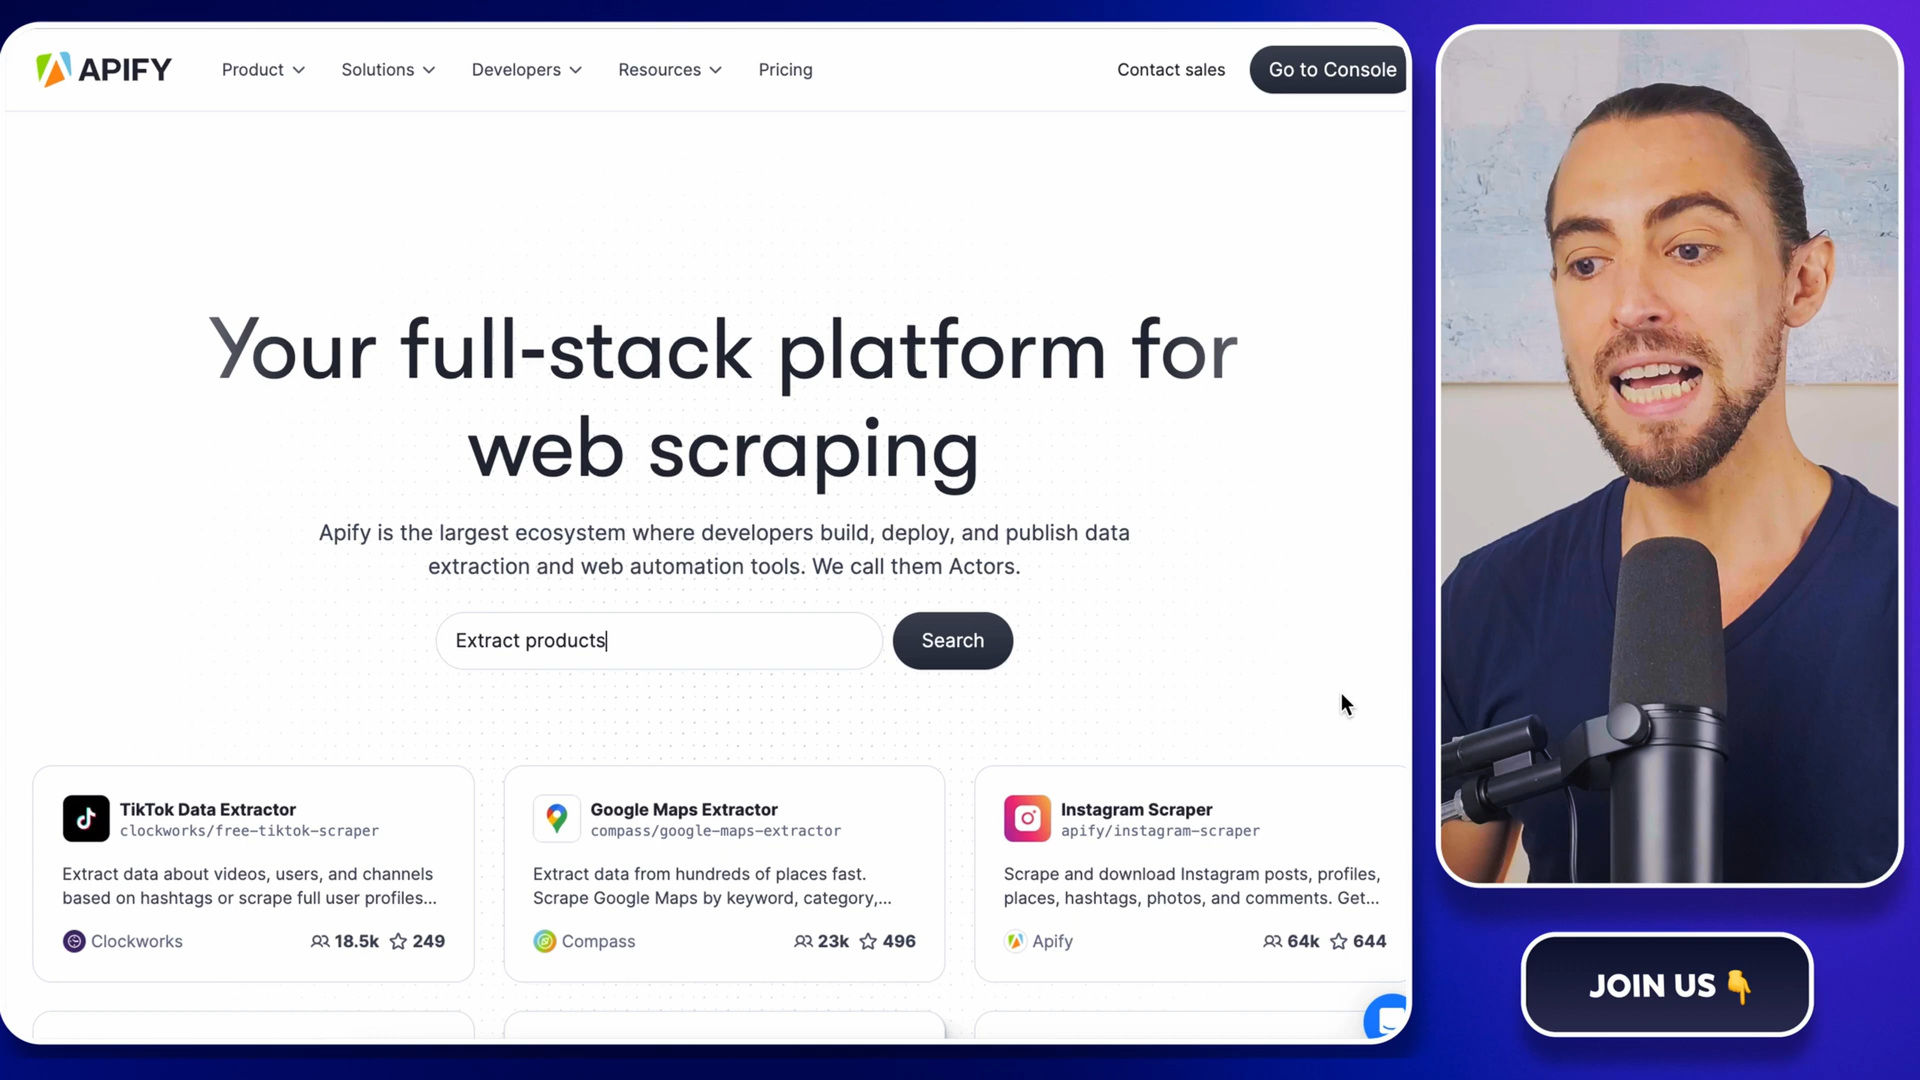 APIFY
Product
Solutions
Developers
Resources
Pricing
Contact sales
Go to Console
Your full-stack platform for
web scraping
Apify is the largest ecosystem where developers build, deploy, and publish data
extraction and web automation tools. We call them Actors.
Extract products
Search
TikTok Data Extractor
clockworks/free-tiktok-scraper
Extract data about videos, users, and channels
based on hashtags or scrape full user profiles...
Clockworks 18.5k 249
Google Maps Extractor
compass/google-maps-extractor
Extract data from hundreds of places fast.
Scrape Google Maps by keyword, category,...
Compass 23k 496
Instagram Scraper
apify/instagram-scraper
Scrape and download Instagram posts, profiles,
places, hashtags, photos, and comments. Get...
Apify 64k 644
JOIN US 👇